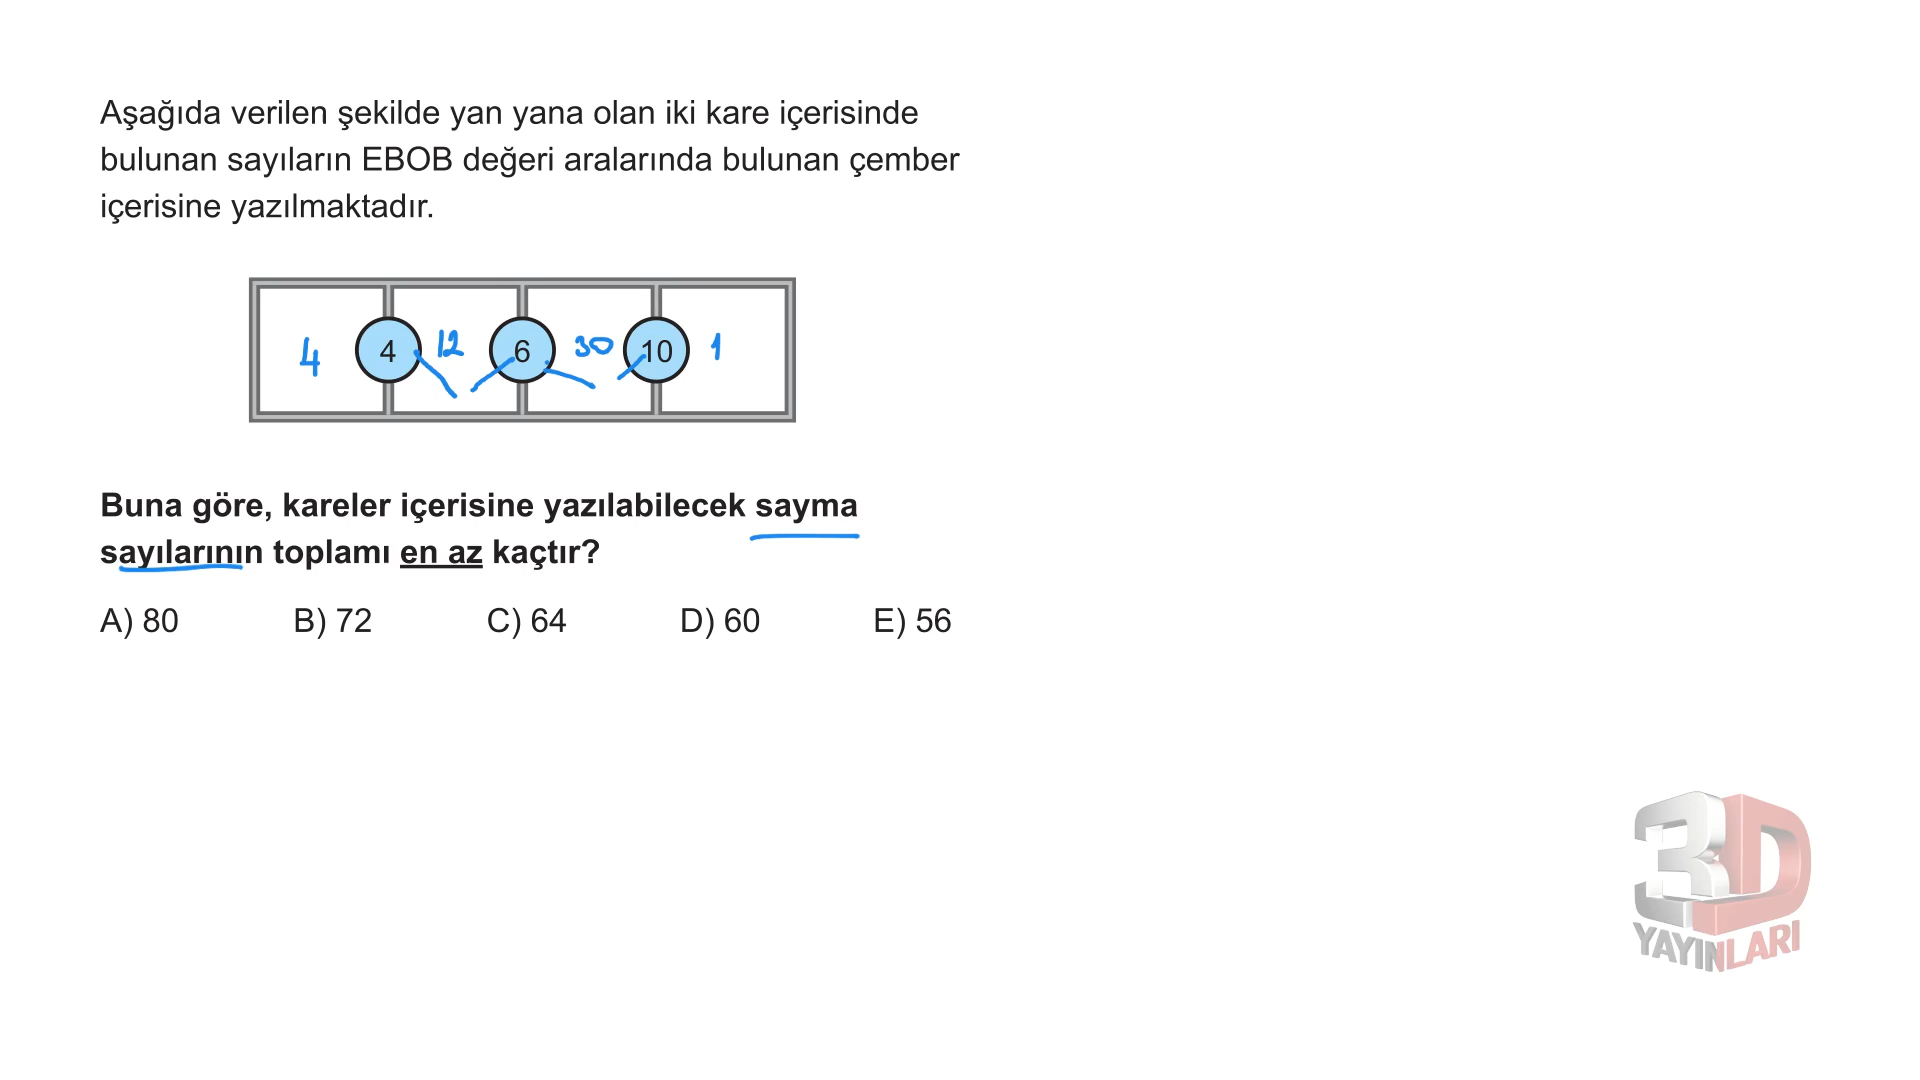 Aşağıda verilen şekilde yan yana olan iki kare içerisinde
bulunan sayıların EBOB değeri aralarında bulunan çember
içerisine yazılmaktadır.
4 4 12 6 30 10 1
Buna göre, kareler içerisine yazılabilecek sayma
sayılarının toplamı en az kaçtır?
A) 80 B) 72 C) 64 D) 60 E) 56
3D
YAYINLARI